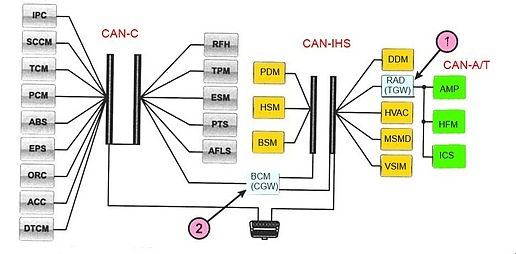 IPC
SCCM
TCM
PCM
ABS
EPS
ORC
ACC
DTCM
CAN-C
RFH
TPM
ESM
PTS
AFLS
CAN-IHS
PDM
HSM
BSM
BCM
(CGW)
2
1
DDM
RAD
(TGW)
HVAC
MSMD
VSIM
CAN-A/T
AMP
HFM
ICS